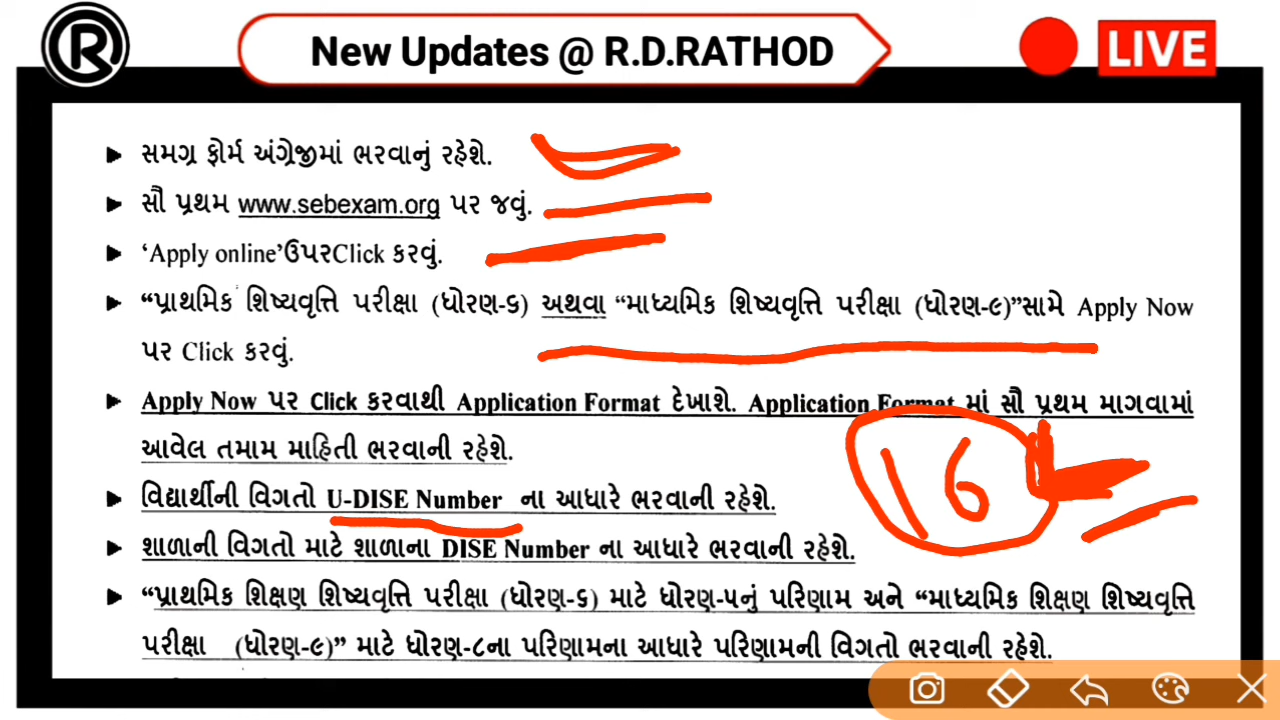 R
New Updates @ R.D.RATHOD
LIVE
સમગ્ર ફોર્મ અંગ્રેજીમાં ભરવાનું રહેશે.
સૌ પ્રથમ www.sebexam.org પર જવું.
‘Apply online’ઉપરClick કરવું.
“પ્રાથમિક શિષ્યવૃત્તિ પરીક્ષા (ધોરણ-૬) અથવા “માધ્યમિક શિષ્યવૃત્તિ પરીક્ષા (ધોરણ-૯)”સામે Apply Now
પર Click કરવું.
Apply Now પર Click કરવાથી Application Format દેખાશે. Application Format માં સૌ પ્રથમ માગવામાં
આવેલ તમામ માહિતી ભરવાની રહેશે.
16
વિદ્યાર્થીની વિગતો U-DISE Number ના આધારે ભરવાની રહેશે.
શાળાની વિગતો માટે શાળાના DISE Number ના આધારે ભરવાની રહેશે.
“પ્રાથમિક શિક્ષણ શિષ્યવૃત્તિ પરીક્ષા (ધોરણ-૬) માટે ધોરણ-૫નું પરિણામ અને “માધ્યમિક શિક્ષણ શિષ્યવૃત્તિ
પરીક્ષા (ધોરણ-૯)” માટે ધોરણ-૮ના પરિણામના આધારે પરિણામની વિગતો ભરવાની રહેશે.